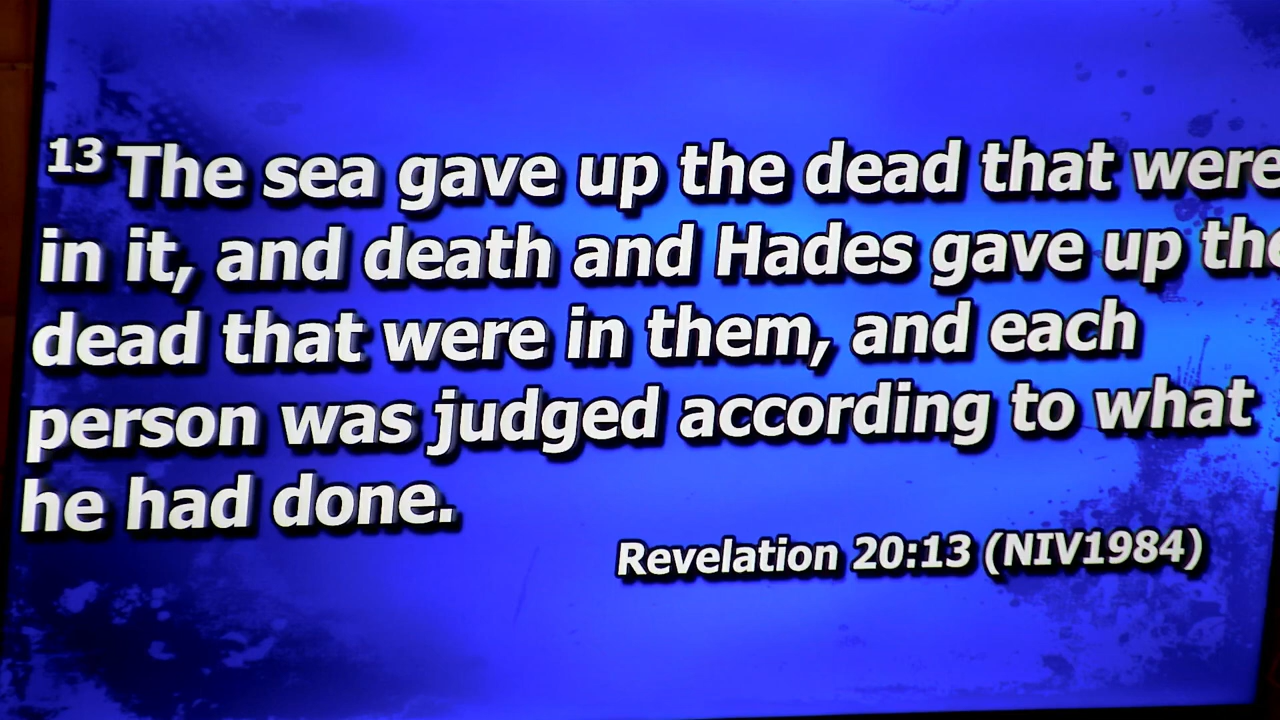 13 The sea gave up the dead that were
in it, and death and Hades gave up the
dead that were in them, and each
person was judged according to what
he had done.
Revelation 20:13 (NIV1984)